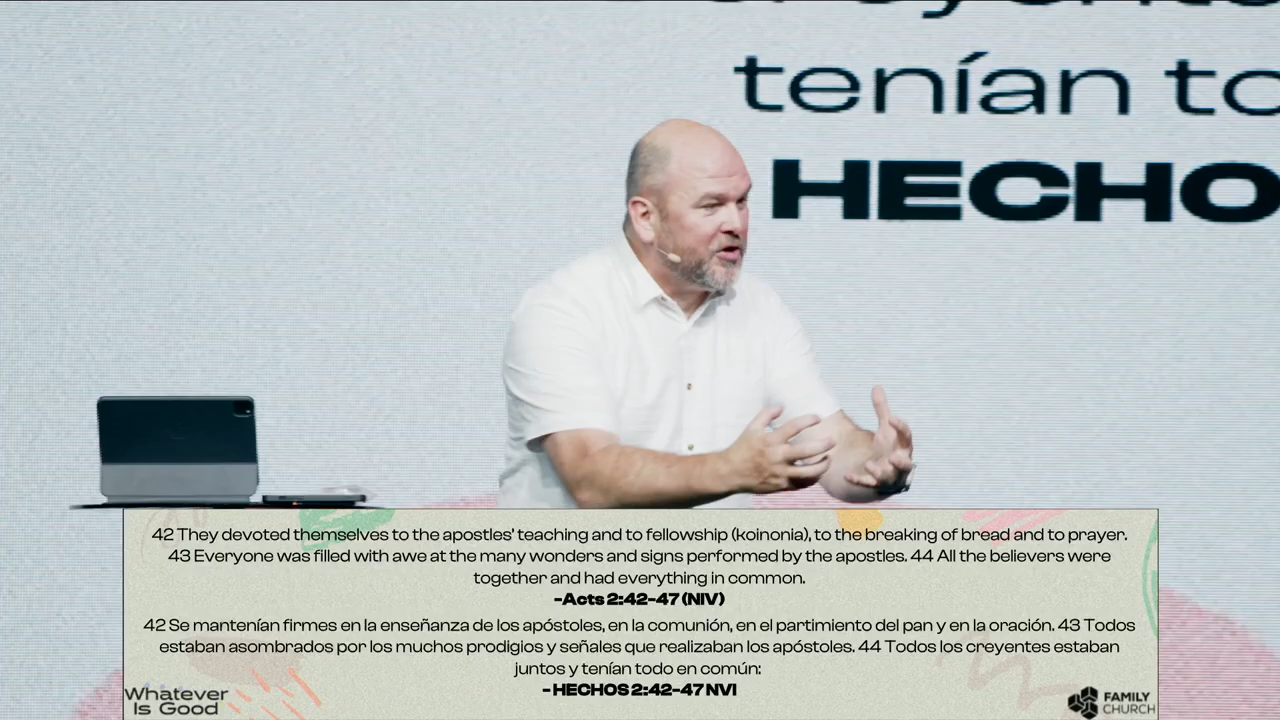 tenían to
HECHO
42 They devoted themselves to the apostles' teaching and to fellowship (koinonia), to the breaking of bread and to prayer.
43 Everyone was filled with awe at the many wonders and signs performed by the apostles. 44 All the believers were
together and had everything in common.
-Acts 2:42-47 (NIV)
42 Se mantenían firmes en la enseñanza de los apóstoles, en la comunión, en el partimiento del pan y en la oración. 43 Todos
estaban asombrados por los muchos prodigios y señales que realizaban los apóstoles. 44 Todos los creyentes estaban
juntos y tenían todo en común:
- HECHOS 2:42-47 NVI
Whatever
Is Good
FAMILY
CHURCH